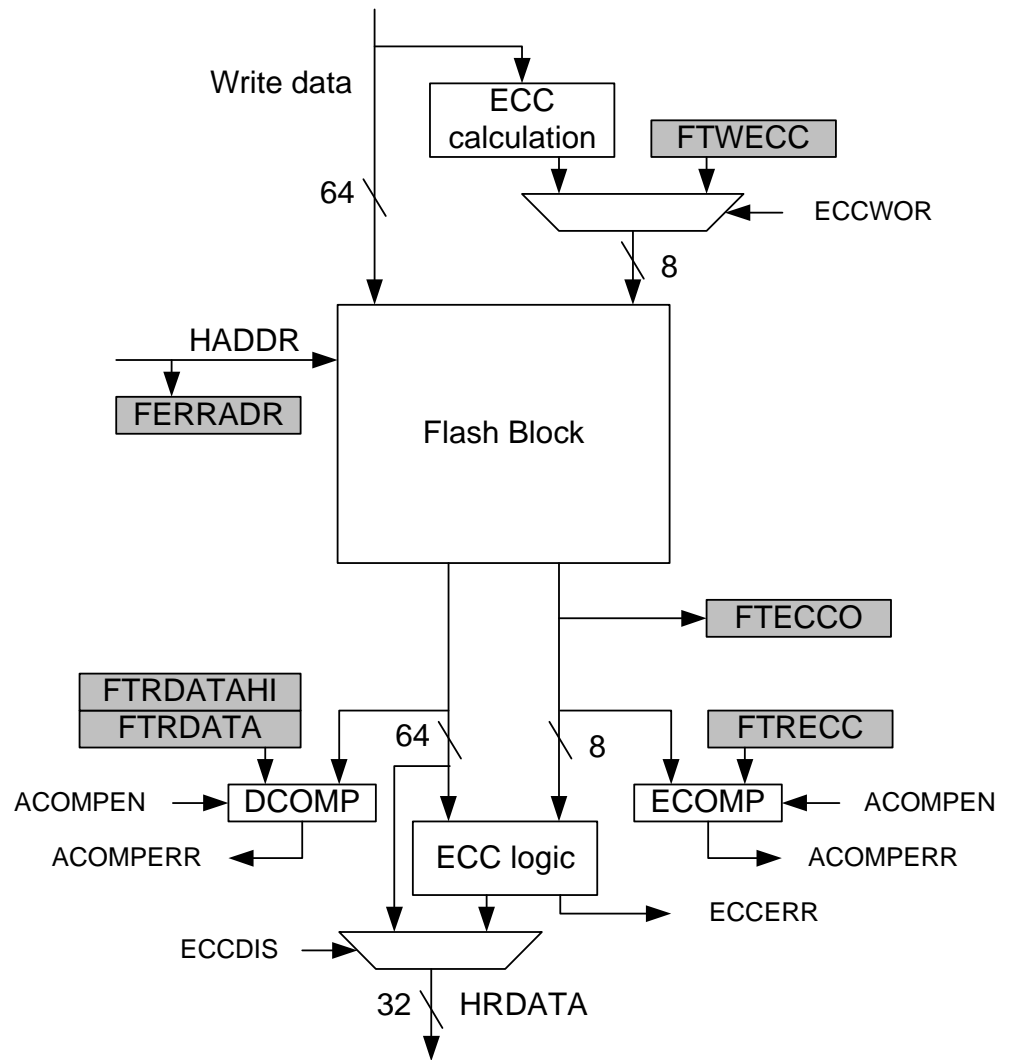 Write data
ECC
calculation
FTWECC
64
ECCWOR
8
HADDR
FERRADR
Flash Block
FTECCO
FTRDATAHI
FTRDATA
64
8
FTRECC
ACOMPEN
DCOMP
ECOMP
ACOMPEN
ACOMPERR
ECC logic
ACOMPERR
ECCERR
ECCDIS
32
HRDATA